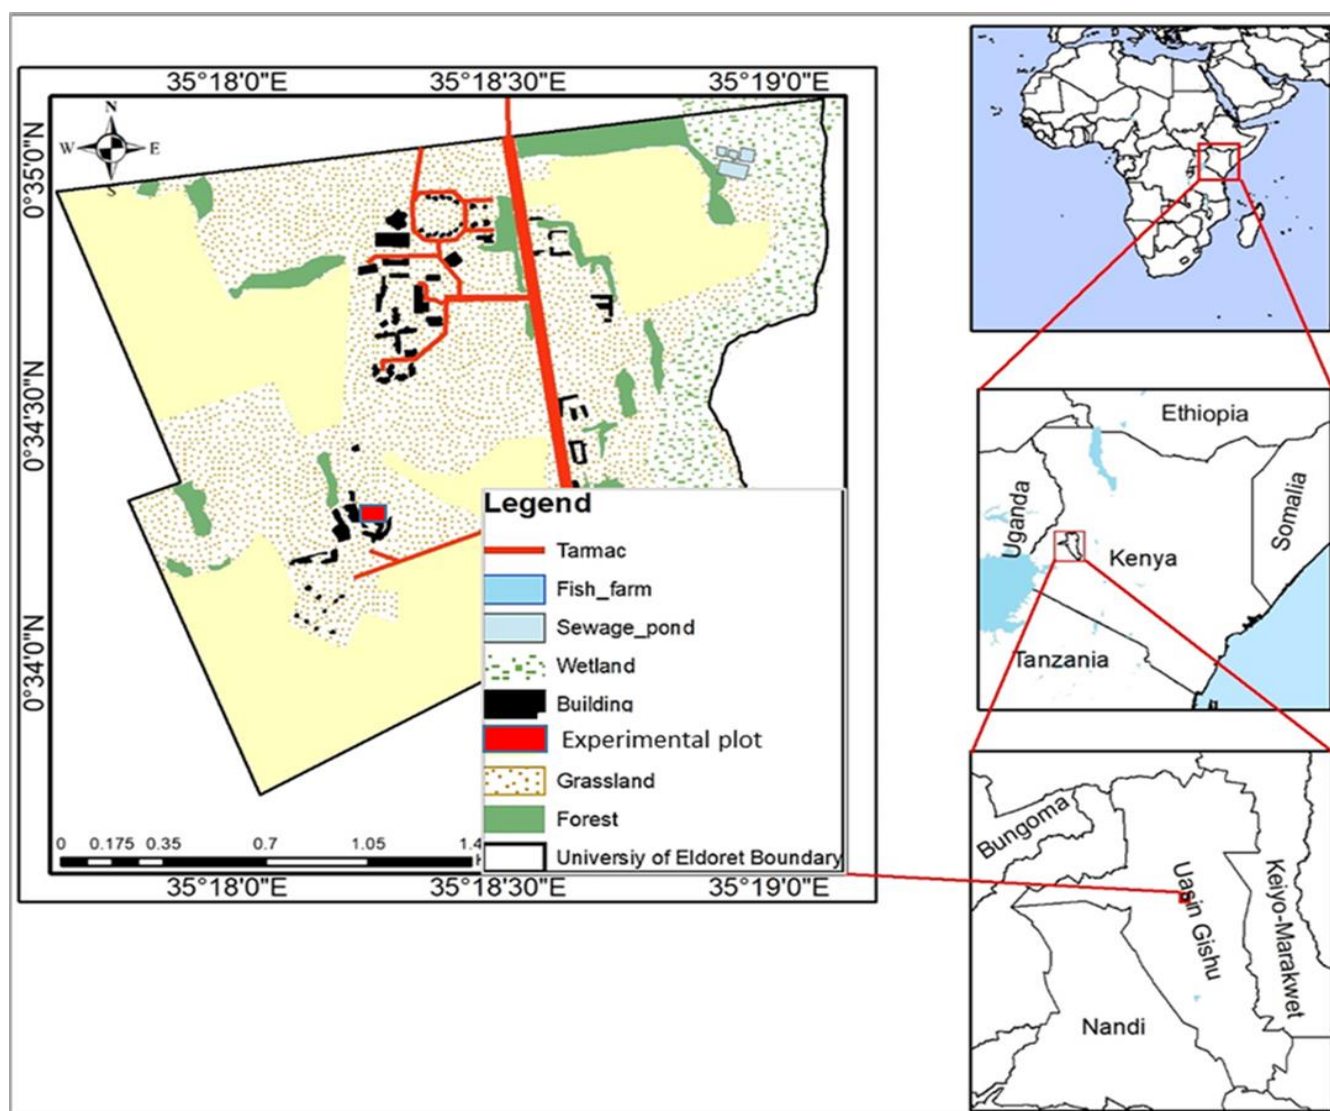 35°18'0"E 35°18'30"E 35°19'0"E
N
W E
S
0°35'0"N
0°34'30"N
0°34'0"N
Legend
Tarmac
Fish_farm
Sewage_pond
Wetland
Building
Experimental plot
Grassland
Forest
Universiy of Eldoret Boundary
0 0.175 0.35 0.7 1.05 1.4
35°18'0"E 35°18'30"E 35°19'0"E
Ethiopia
Uganda
Somalia
Kenya
Tanzania
Bungoma
Uasin Gishu
Keiyo-Marakwet
Nandi